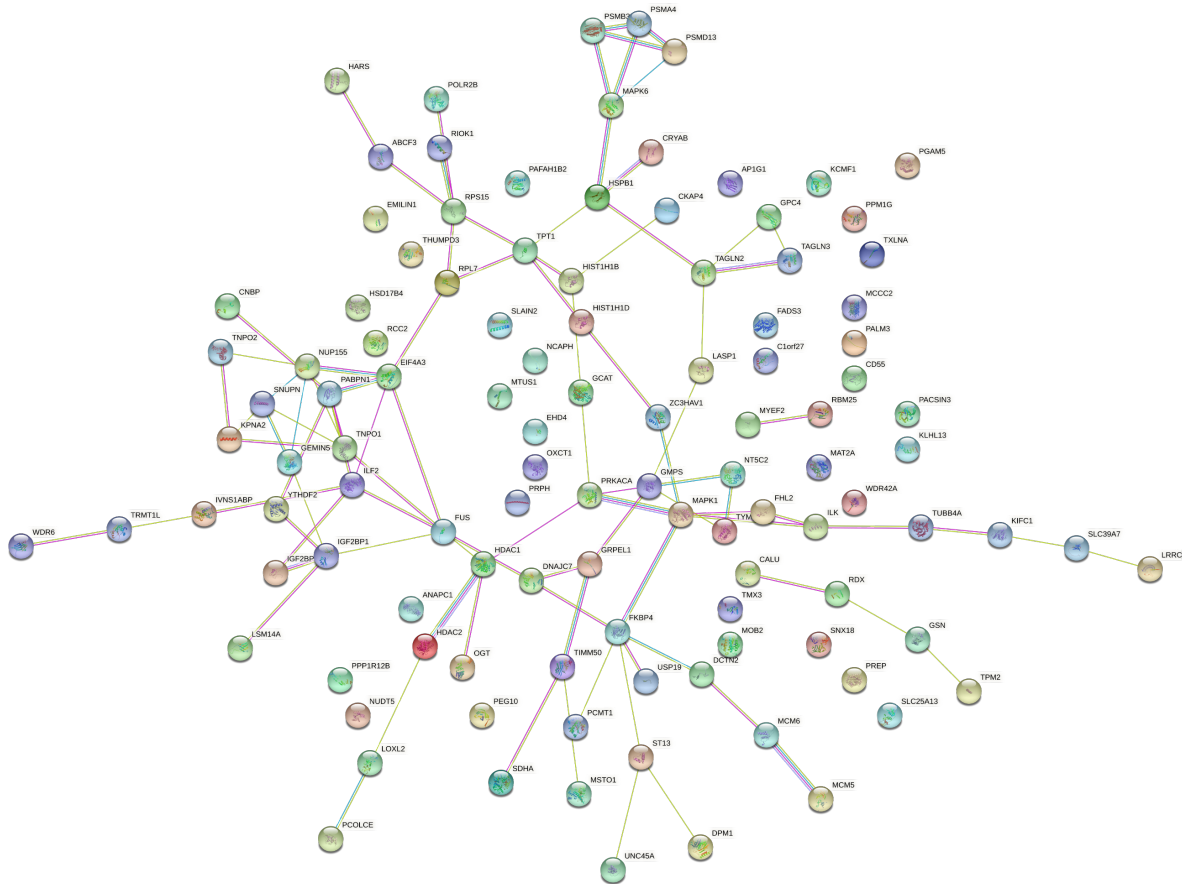 PSMB3
PSMA4
PSMD13
HARS
POLR2B
MAPK6
RIOK1
CRYAB
ABCF3
PGAM5
PAFAH1B2
AP1G1
KCMF1
HSPB1
EMILIN1
RPS15
CKAP4
GPC4
PPM1G
THUMPD3
TPT1
TXLNA
TAGLN2
TAGLN3
RPL7
HIST1H1B
CNBP
HSD17B4
MCCC2
HIST1H1D
SLAIN2
FADS3
TNPO2
RCC2
PALM3
NUP155
NCAPH
C1orf27
EIF4A3
LASP1
CD55
SNUPN
PABPN1
MTUS1
GCAT
ZC3HAV1
RBM25
PACSIN3
MYEF2
KPNA2
EHD4
TNPO1
KLHL13
GEMIN5
OXCT1
MAT2A
ILF2
GMPS
NT5C2
PRKACA
PRPH
WDR42A
IVNS1ABP
YTHDF2
MAPK1
FHL2
TRMT1L
TYM
ILK
TUBB4A
WDR6
FUS
KIFC1
IGF2BP1
SLC39A7
IGF2BP
HDAC1
GRPEL1
LRRC
DNAJC7
CALU
RDX
ANAPC1
TMX3
LSM14A
FKBP4
GSN
HDAC2
MOB2
SNX18
OGT
TIMM50
DCTN2
PPP1R12B
USP19
PREP
TPM2
NUDT5
PEG10
SLC25A13
PCMT1
MCM6
LOXL2
ST13
SDHA
MSTO1
MCM5
PCOLCE
DPM1
UNC45A